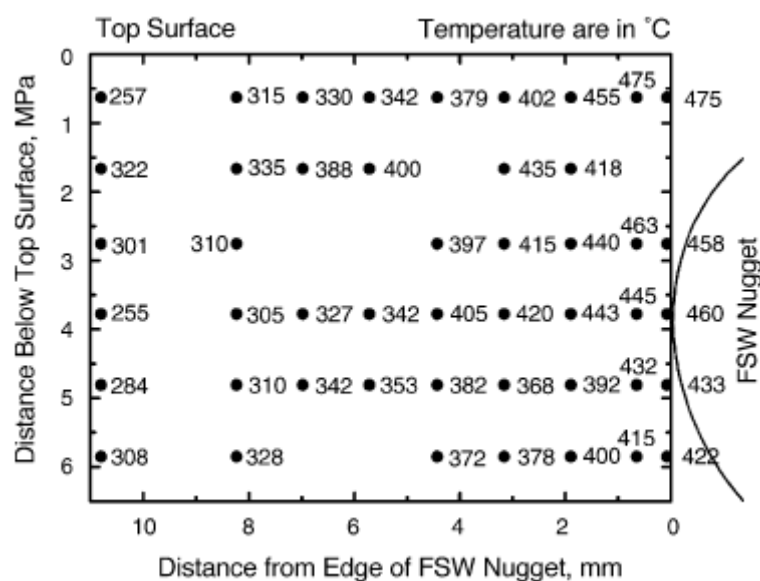 Top Surface Temperature are in ˚C
0
475
257 315 330 342 379 402 455 475
1
322 335 388 400 435 418
2
463
301 310 397 415 440 458
3
445
255 305 327 342 405 420 443 460
4
432
284 310 342 353 382 368 392 433
5
415
308 328 372 378 400 422
6
10 8 6 4 2 0
Distance from Edge of FSW Nugget, mm
Distance Below Top Surface, MPa
FSW Nugget